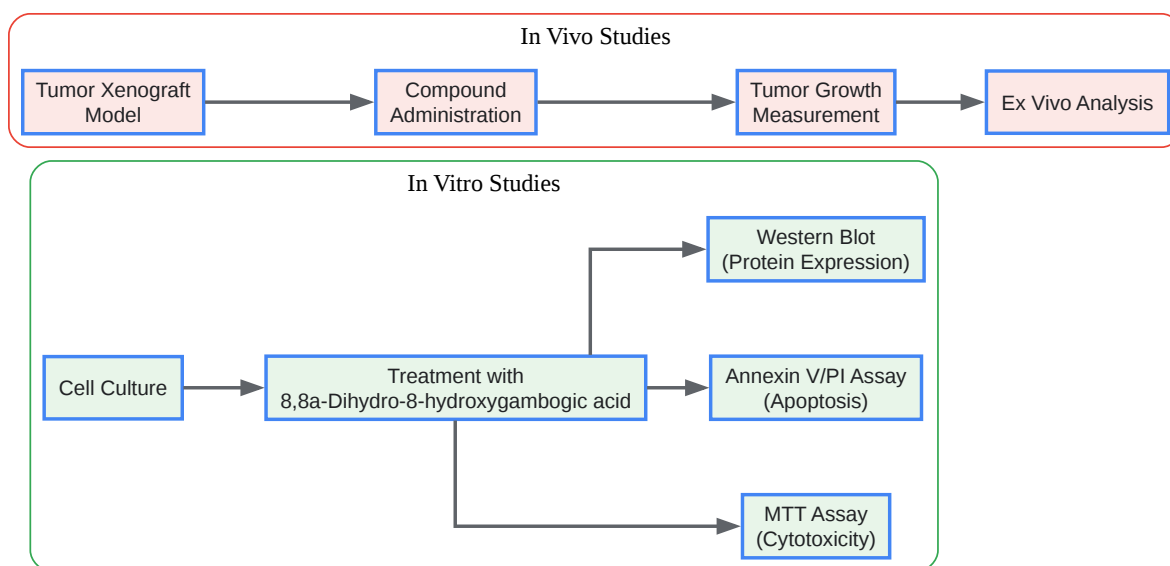 In Vivo Studies
Tumor Xenograft
Model
Compound
Administration
Tumor Growth
Measurement
Ex Vivo Analysis
In Vitro Studies
Western Blot
(Protein Expression)
Cell Culture
Treatment with
8,8a-Dihydro-8-hydroxygambogic acid
Annexin V/PI Assay
(Apoptosis)
MTT Assay
(Cytotoxicity)